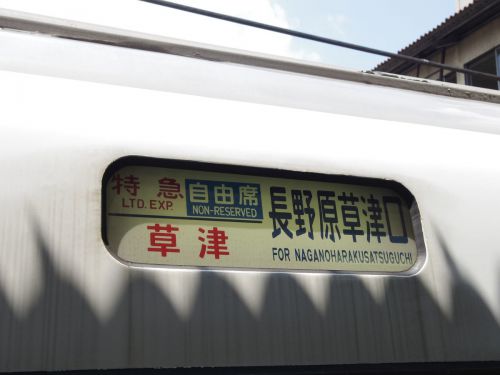 特急
LTD. EXP.
自由席
NON-RESERVED
草津
長野原草津口
FOR NAGANOHARAKUSATSUGUCHI